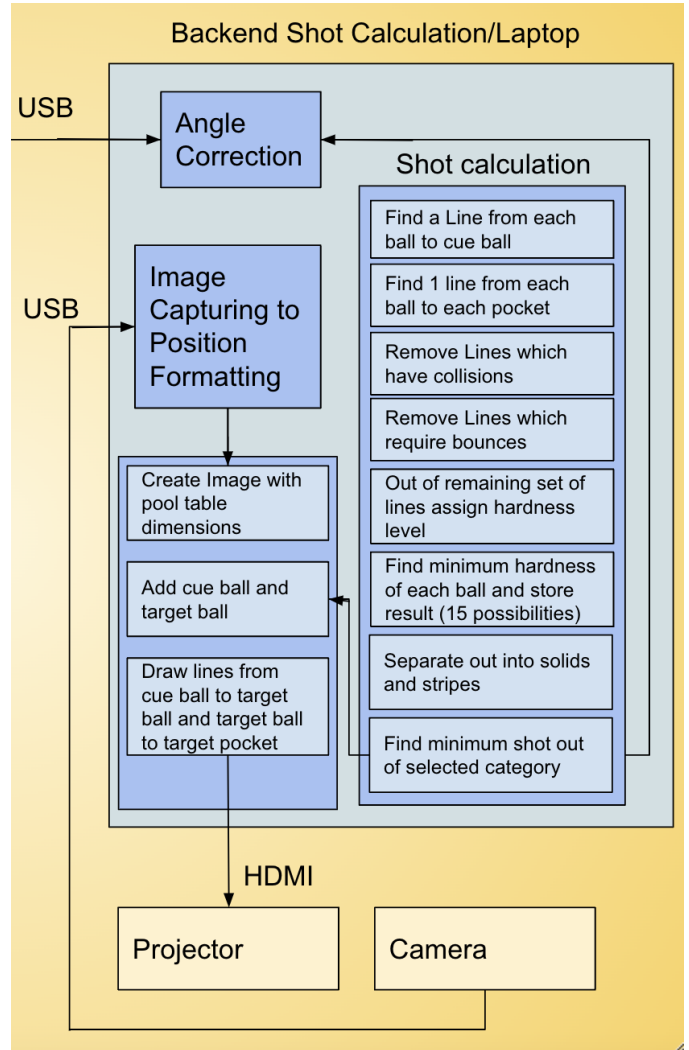 Backend Shot Calculation/Laptop
USB
Angle
Correction
Shot calculation
Find a Line from each
ball to cue ball
Find 1 line from each
ball to each pocket
Remove Lines which
have collisions
Remove Lines which
require bounces
Out of remaining set of
lines assign hardness
level
Find minimum hardness
of each ball and store
result (15 possibilities)
Separate out into solids
and stripes
Find minimum shot out
of selected category
USB
Image
Capturing to
Position
Formatting
Create Image with
pool table
dimensions
Add cue ball and
target ball
Draw lines from
cue ball to target
ball and target ball
to target pocket
HDMI
Projector
Camera